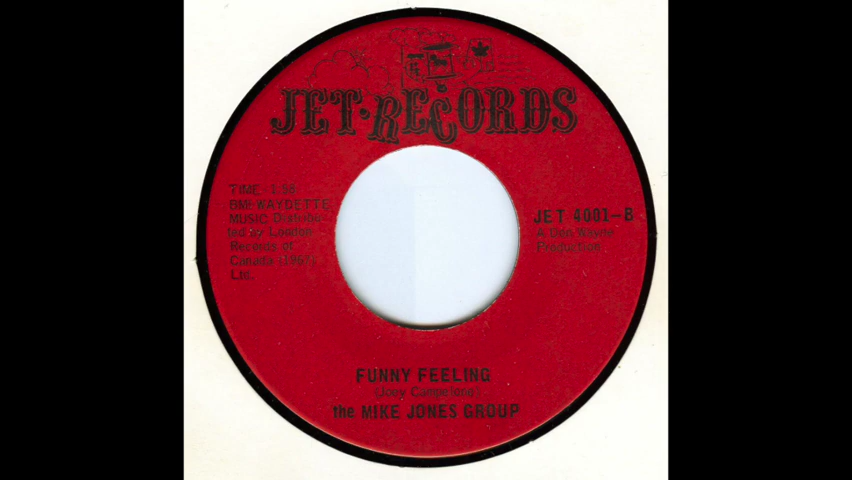 JET·RECORDS
TIME 1:58
BMI-WAYDETTE
MUSIC Distribu-
ted by London
Records of
Canada (1967)
Ltd.
JET 4001-B
A Don Wayne
Production
FUNNY FEELING
(Joey
the MIKE JONES GROUP